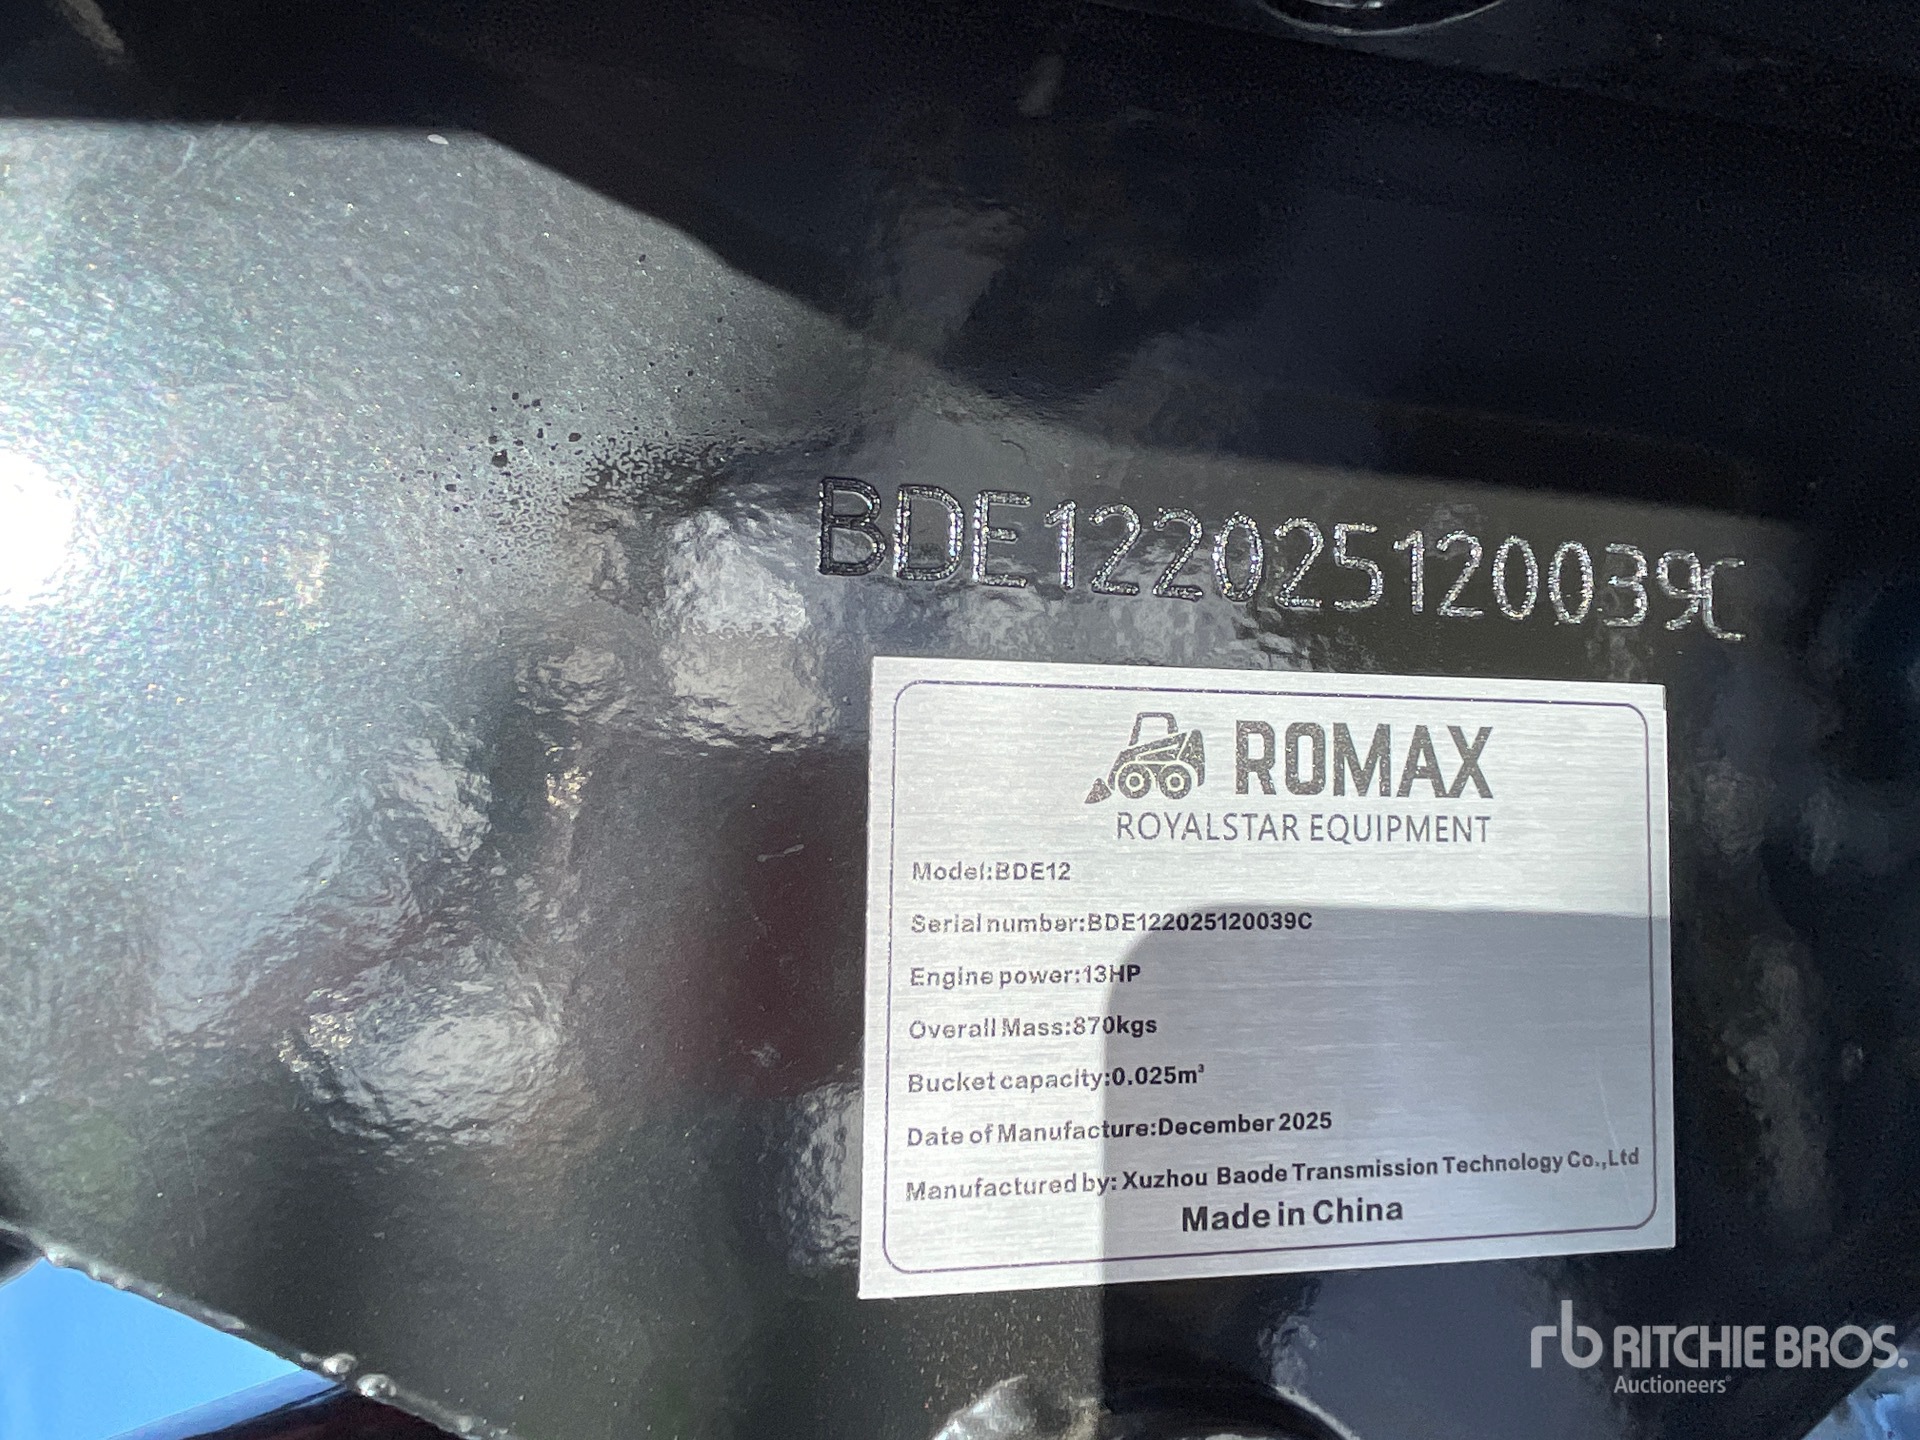 BDE122025120039C
ROMAX
ROYALSTAR EQUIPMENT
Model:BDE12
Serial number:BDE122025120039C
Engine power:13HP
Overall Mass:870kgs
Bucket capacity:0.025m³
Date of Manufacture:December 2025
Manufactured by: Xuzhou Baode Transmission Technology Co.,Ltd
Made in China
rb RITCHIE BROS.
Auctioneers